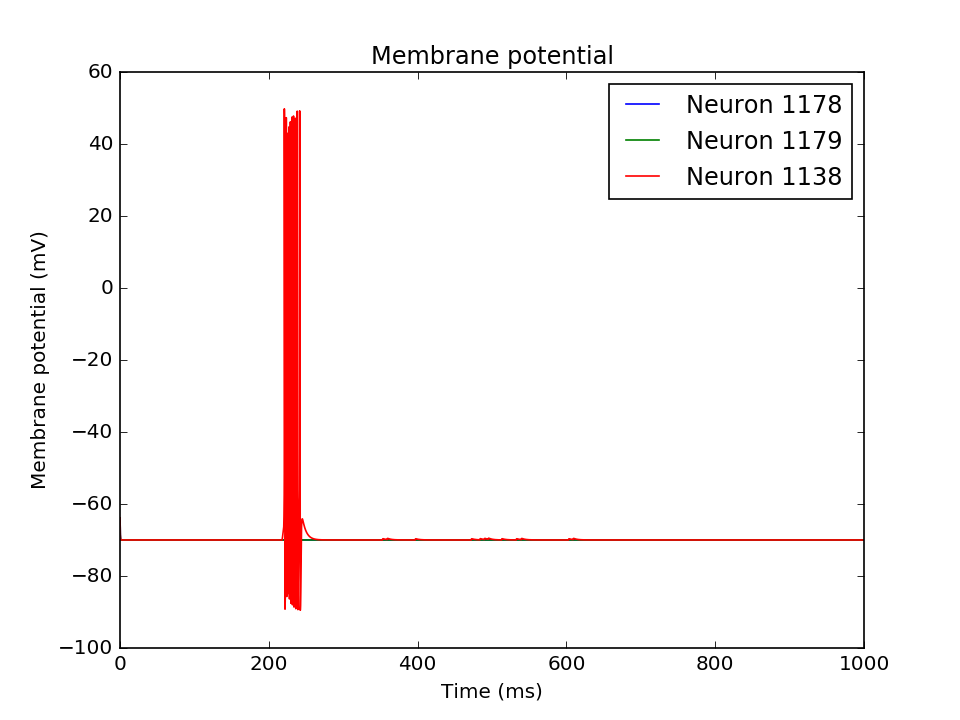 Membrane potential
60
40
20
0
−20
−40
−60
−80
−100
Membrane potential (mV)
Neuron 1178
Neuron 1179
Neuron 1138
0 200 400 600 800 1000
Time (ms)